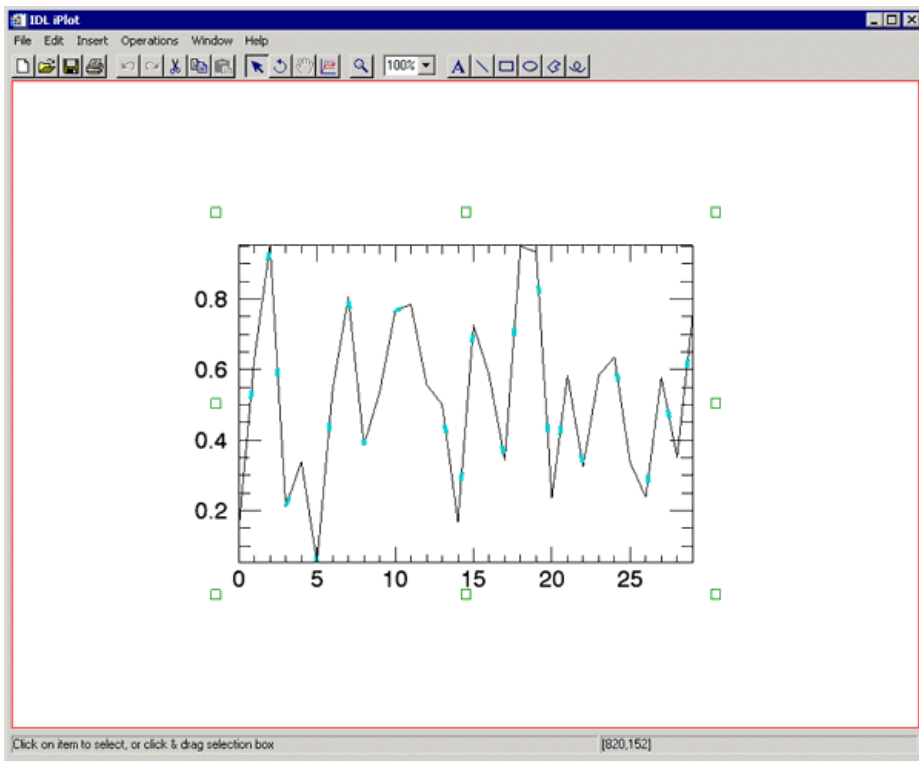 IDL iPlot
File Edit Insert Operations Window Help
100% A
0.8
0.6
0.4
0.2
0 5 10 15 20 25
Click on item to select, or click & drag selection box [820,152]